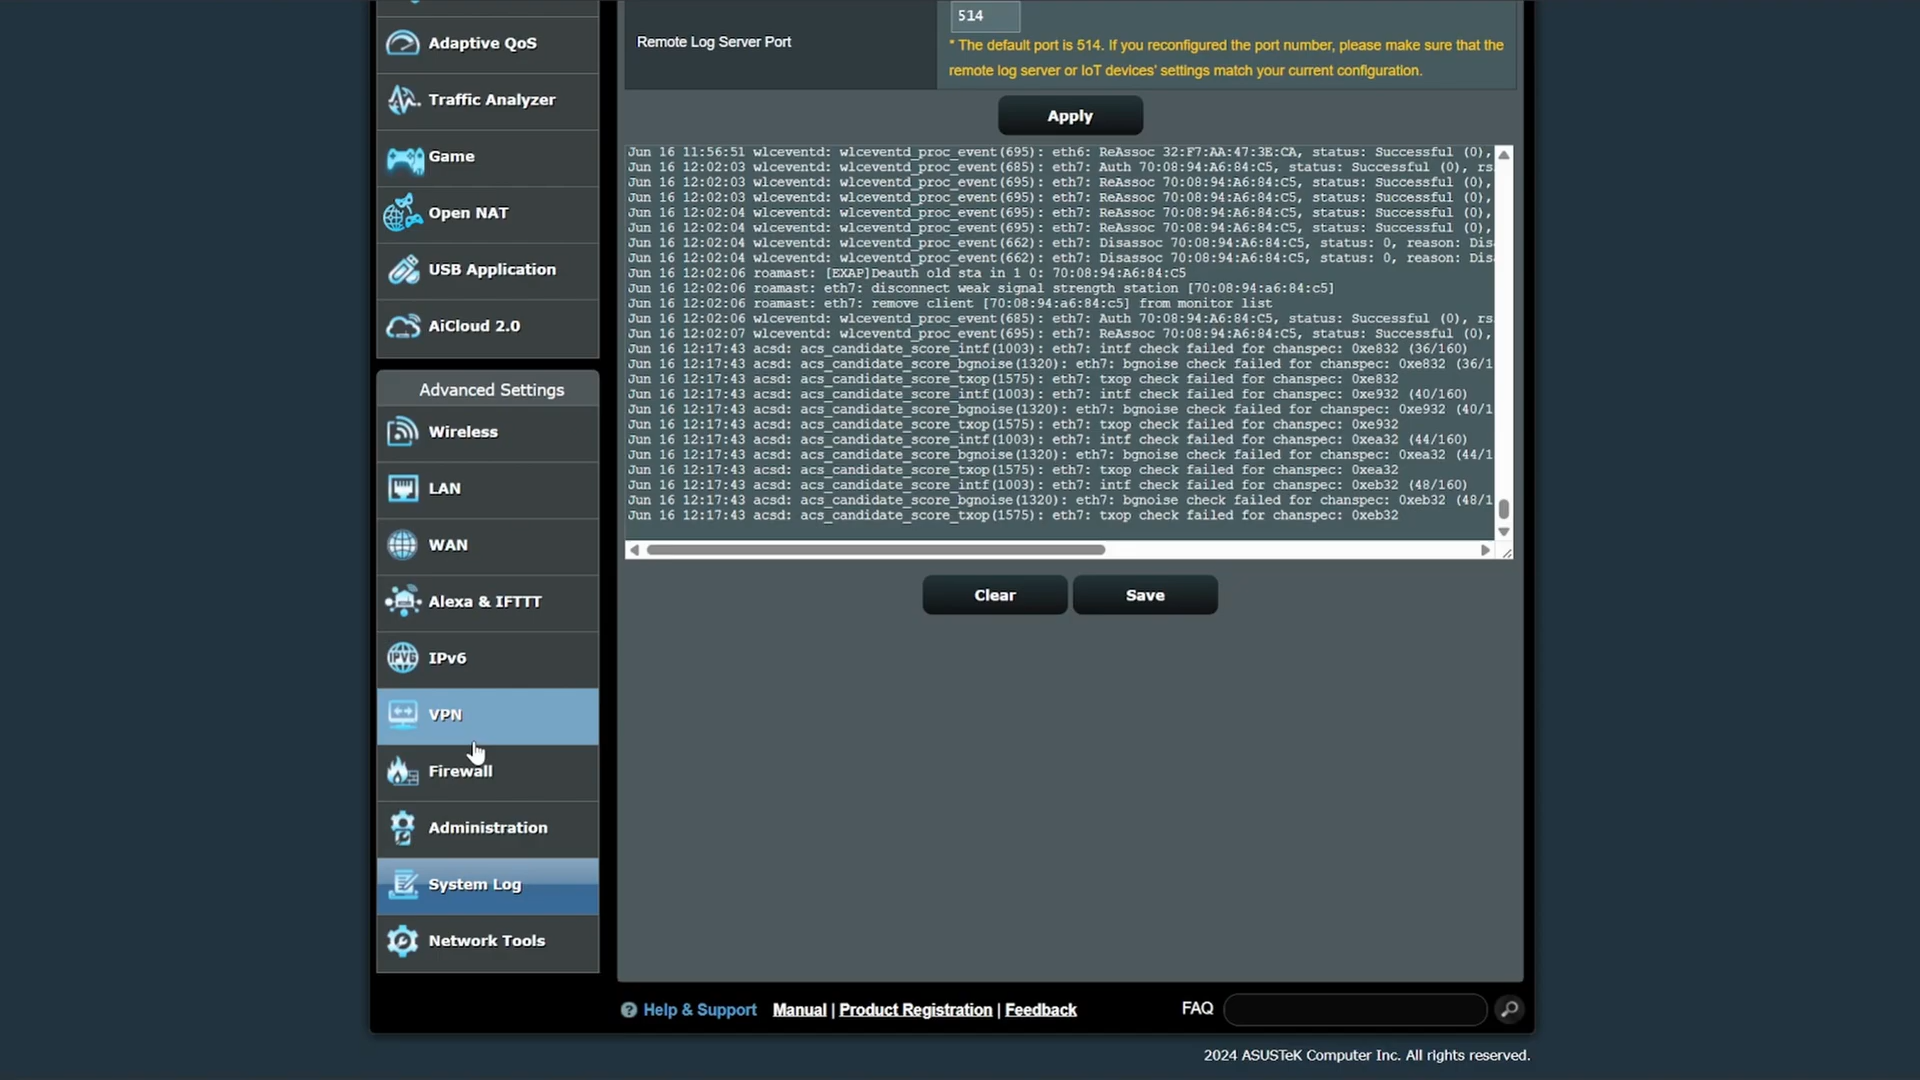 Adaptive QoS
Traffic Analyzer
Game
Open NAT
USB Application
AiCloud 2.0
Advanced Settings
Wireless
LAN
WAN
Alexa & IFTTT
IPv6
VPN
Firewall
Administration
System Log
Network Tools
Remote Log Server Port
514
* The default port is 514. If you reconfigured the port number, please make sure that the
remote log server or IoT devices' settings match your current configuration.
Apply
Jun 16 11:56:51 wlceventd: wlceventd_proc_event(695): eth6: ReAssoc 32:F7:AA:47:3E:CA, status: Successful (0),
Jun 16 12:02:03 wlceventd: wlceventd_proc_event(685): eth7: Auth 70:08:94:A6:84:C5, status: Successful (0), rs
Jun 16 12:02:03 wlceventd: wlceventd_proc_event(695): eth7: ReAssoc 70:08:94:A6:84:C5, status: Successful (0),
Jun 16 12:02:03 wlceventd: wlceventd_proc_event(695): eth7: ReAssoc 70:08:94:A6:84:C5, status: Successful (0),
Jun 16 12:02:04 wlceventd: wlceventd_proc_event(695): eth7: ReAssoc 70:08:94:A6:84:C5, status: Successful (0),
Jun 16 12:02:04 wlceventd: wlceventd_proc_event(695): eth7: ReAssoc 70:08:94:A6:84:C5, status: Successful (0),
Jun 16 12:02:04 wlceventd: wlceventd_proc_event(662): eth7: Disassoc 70:08:94:A6:84:C5, status: 0, reason: Dis
Jun 16 12:02:04 wlceventd: wlceventd_proc_event(662): eth7: Disassoc 70:08:94:A6:84:C5, status: 0, reason: Dis
Jun 16 12:02:06 roamast: [EXAP]Deauth old sta in 1 0: 70:08:94:A6:84:C5
Jun 16 12:02:06 roamast: eth7: disconnect weak signal strength station [70:08:94:a6:84:c5]
Jun 16 12:02:06 roamast: eth7: remove client [70:08:94:a6:84:c5] from monitor list
Jun 16 12:02:06 wlceventd: wlceventd_proc_event(685): eth7: Auth 70:08:94:A6:84:C5, status: Successful (0), rs
Jun 16 12:02:07 wlceventd: wlceventd_proc_event(695): eth7: ReAssoc 70:08:94:A6:84:C5, status: Successful (0),
Jun 16 12:17:43 acsd: acs_candidate_score_intf(1003): eth7: intf check failed for chanspec: 0xe832 (36/160)
Jun 16 12:17:43 acsd: acs_candidate_score_bgnoise(1320): eth7: bgnoise check failed for chanspec: 0xe832 (36/1
Jun 16 12:17:43 acsd: acs_candidate_score_txop(1575): eth7: txop check failed for chanspec: 0xe832
Jun 16 12:17:43 acsd: acs_candidate_score_intf(1003): eth7: intf check failed for chanspec: 0xe932 (40/160)
Jun 16 12:17:43 acsd: acs_candidate_score_bgnoise(1320): eth7: bgnoise check failed for chanspec: 0xe932 (40/1
Jun 16 12:17:43 acsd: acs_candidate_score_txop(1575): eth7: txop check failed for chanspec: 0xe932
Jun 16 12:17:43 acsd: acs_candidate_score_intf(1003): eth7: intf check failed for chanspec: 0xea32 (44/160)
Jun 16 12:17:43 acsd: acs_candidate_score_bgnoise(1320): eth7: bgnoise check failed for chanspec: 0xea32 (44/1
Jun 16 12:17:43 acsd: acs_candidate_score_txop(1575): eth7: txop check failed for chanspec: 0xea32
Jun 16 12:17:43 acsd: acs_candidate_score_intf(1003): eth7: intf check failed for chanspec: 0xeb32 (48/160)
Jun 16 12:17:43 acsd: acs_candidate_score_bgnoise(1320): eth7: bgnoise check failed for chanspec: 0xeb32 (48/1
Jun 16 12:17:43 acsd: acs_candidate_score_txop(1575): eth7: txop check failed for chanspec: 0xeb32
Clear Save
Help & Support Manual | Product Registration | Feedback FAQ
2024 ASUSTeK Computer Inc. All rights reserved.